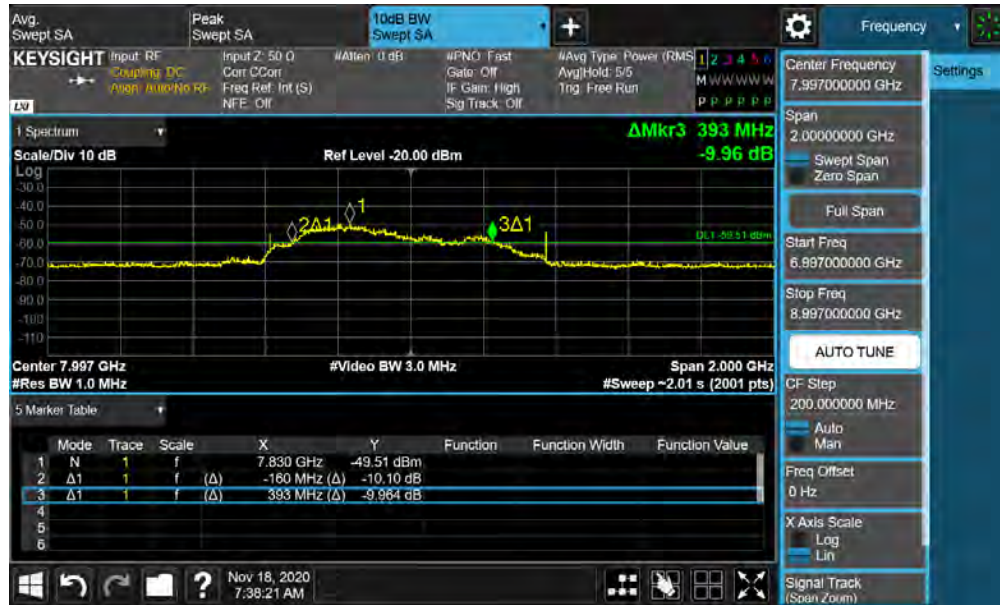 Avg.
Swept SA
Peak
Swept SA
10dB BW
Swept SA
Frequency
KEYSIGHT
LXI
Input: RF
Coupling: DC
Align: Auto/No RF
Input Z: 50 Ω
Corr CCorr
Freq Ref: Int (S)
NFE: Off
#Atten: 0 dB
#PNO: Fast
Gate: Off
IF Gain: High
Sig Track: Off
#Avg Type: Power (RMS
Avg|Hold: 5/5
Trig: Free Run
1 2 3 4 5 6
M W W W W W
P P P P P P
1 Spectrum
Scale/Div 10 dB
Ref Level -20.00 dBm
ΔMkr3 393 MHz
-9.96 dB
Log
-30.0
-40.0
-50.0
-60.0
-70.0
-80.0
-90.0
-100
-110
2Δ1
1
3Δ1
DL1 -59.51 dBm
Center 7.997 GHz
#Video BW 3.0 MHz
Span 2.000 GHz
#Res BW 1.0 MHz
#Sweep ~2.01 s (2001 pts)
5 Marker Table
Mode Trace Scale X Y Function Function Width Function Value
1 N 1 f 7.830 GHz -49.51 dBm
2 Δ1 1 f (Δ) -160 MHz (Δ) -10.10 dB
3 Δ1 1 f (Δ) 393 MHz (Δ) -9.964 dB
4
5
6
Center Frequency
7.997000000 GHz
Settings
Span
2.00000000 GHz
Swept Span
Zero Span
Full Span
Start Freq
6.997000000 GHz
Stop Freq
8.997000000 GHz
AUTO TUNE
CF Step
200.000000 MHz
Auto
Man
Freq Offset
0 Hz
X Axis Scale
Log
Lin
Signal Track
(Span Zoom)
?
Nov 18, 2020
7:38:21 AM